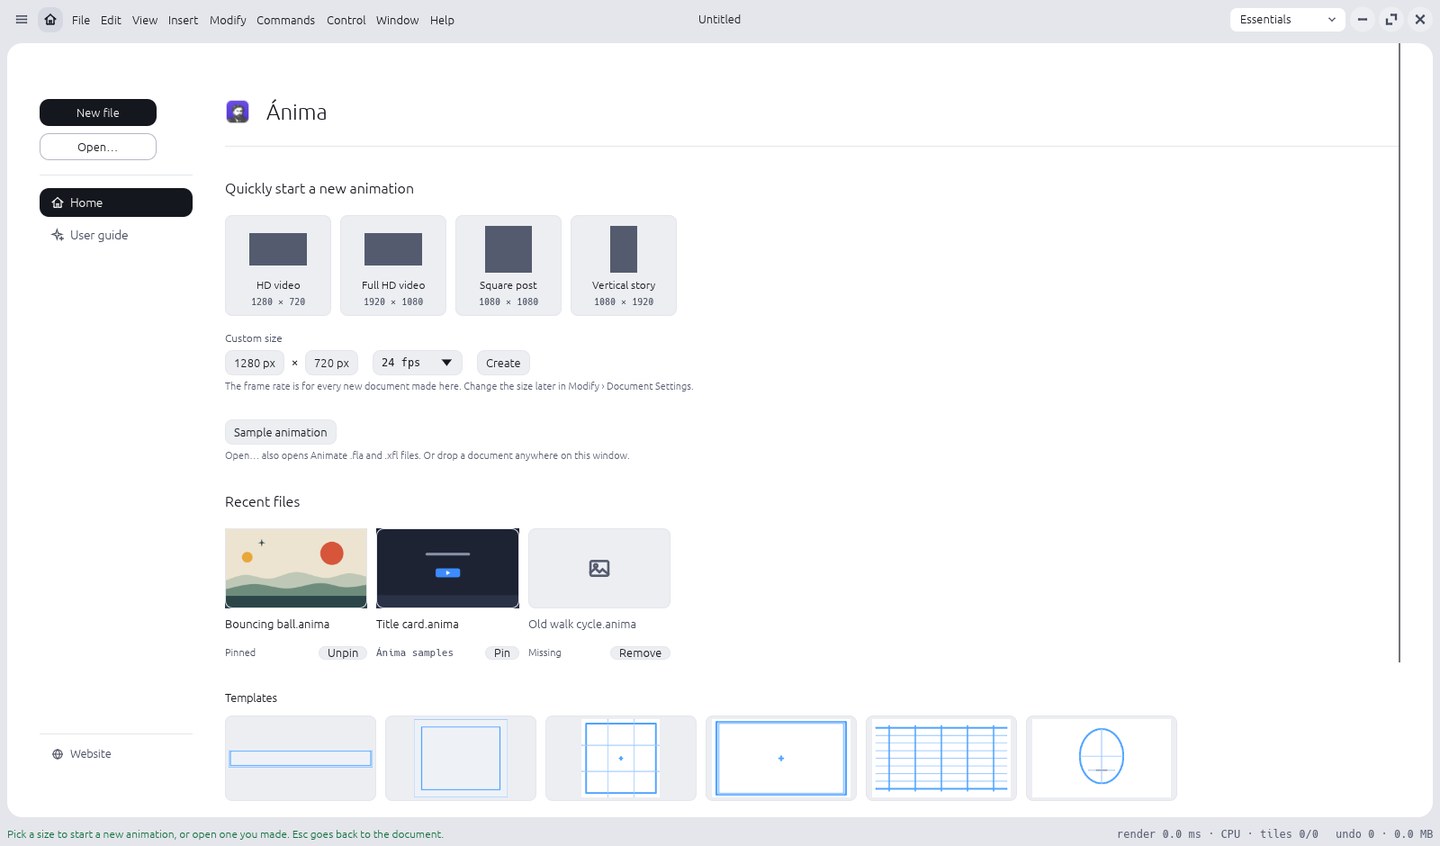 File Edit View Insert Modify Commands Control Window Help
Untitled
Essentials
New file
Open…
Home
User guide
Website
Ánima
Quickly start a new animation
HD video
1280 × 720
Full HD video
1920 × 1080
Square post
1080 × 1080
Vertical story
1080 × 1920
Custom size
1280 px × 720 px 24 fps Create
The frame rate is for every new document made here. Change the size later in Modify › Document Settings.
Sample animation
Open… also opens Animate .fla and .xfl files. Or drop a document anywhere on this window.
Recent files
Bouncing ball.anima
Pinned Unpin
Title card.anima
Ánima samples Pin
Old walk cycle.anima
Missing Remove
Templates
Pick a size to start a new animation, or open one you made. Esc goes back to the document.
render 0.0 ms · CPU · tiles 0/0 undo 0 · 0.0 MB